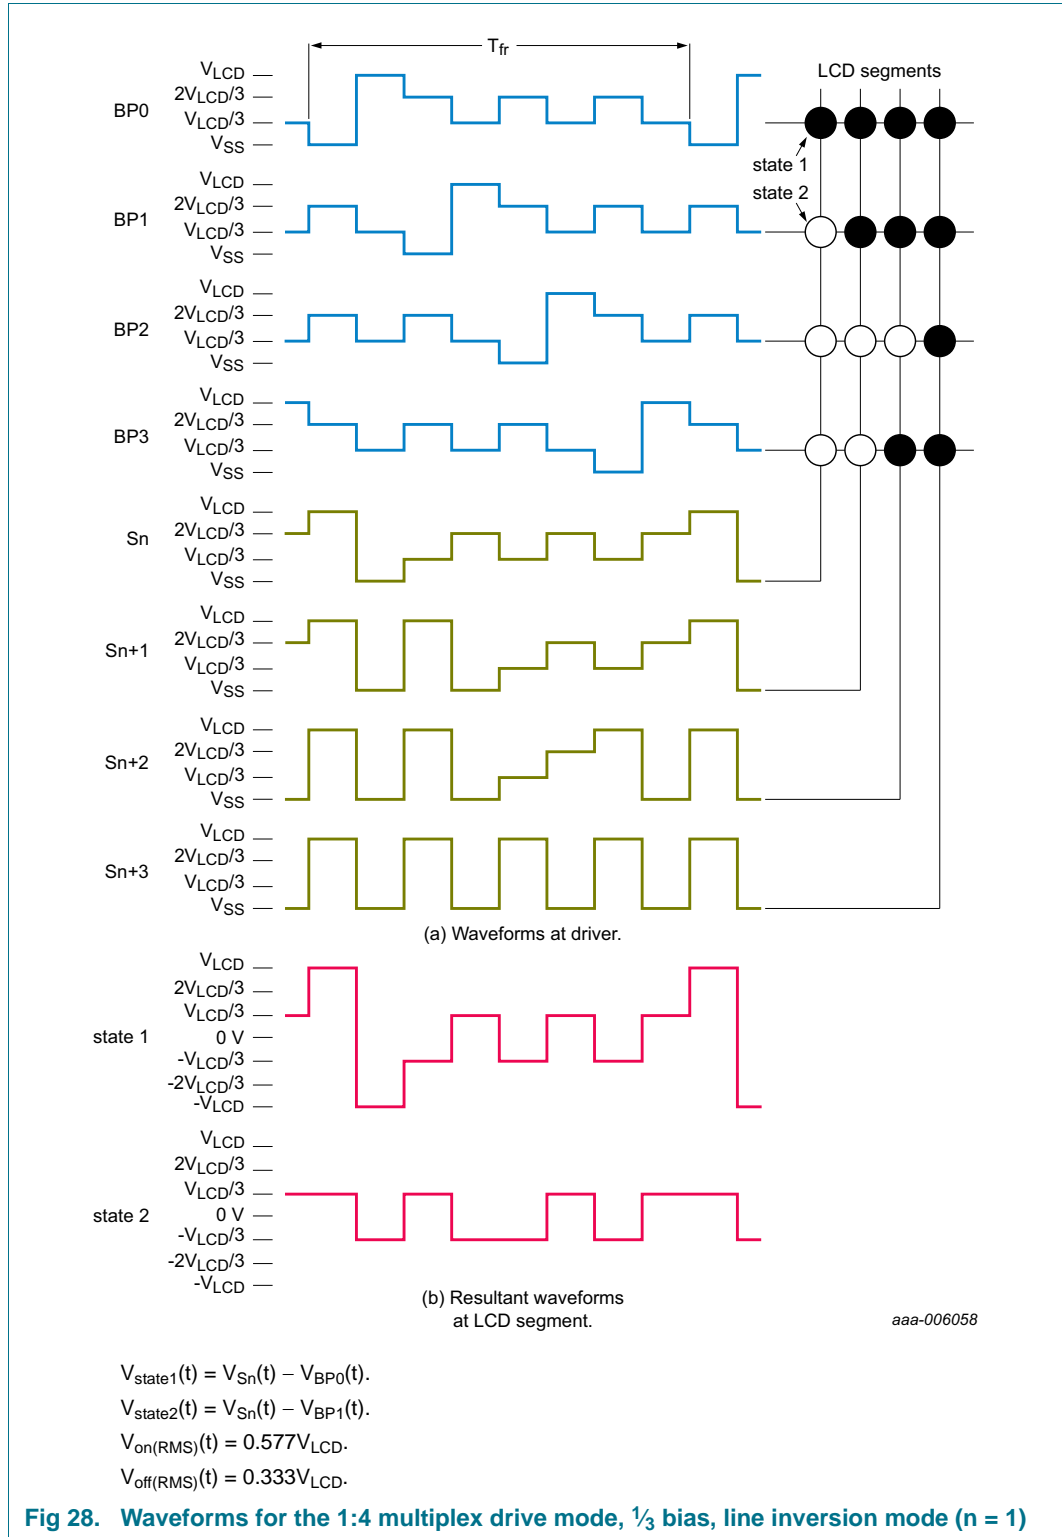 Tfr
BP0
VLCD
2VLCD/3
VLCD/3
VSS
LCD segments
state 1
state 2
BP1
VLCD
2VLCD/3
VLCD/3
VSS
BP2
VLCD
2VLCD/3
VLCD/3
VSS
BP3
VLCD
2VLCD/3
VLCD/3
VSS
Sn
VLCD
2VLCD/3
VLCD/3
VSS
Sn+1
VLCD
2VLCD/3
VLCD/3
VSS
Sn+2
VLCD
2VLCD/3
VLCD/3
VSS
Sn+3
VLCD
2VLCD/3
VLCD/3
VSS
(a) Waveforms at driver.
state 1
VLCD
2VLCD/3
VLCD/3
0 V
-VLCD/3
-2VLCD/3
-VLCD
state 2
VLCD
2VLCD/3
VLCD/3
0 V
-VLCD/3
-2VLCD/3
-VLCD
(b) Resultant waveforms
at LCD segment.
aaa-006058
Vstate1(t) = VSn(t) − VBP0(t).
Vstate2(t) = VSn(t) − VBP1(t).
Von(RMS)(t) = 0.577VLCD.
Voff(RMS)(t) = 0.333VLCD.
Fig 28. Waveforms for the 1:4 multiplex drive mode, 1⁄3 bias, line inversion mode (n = 1)